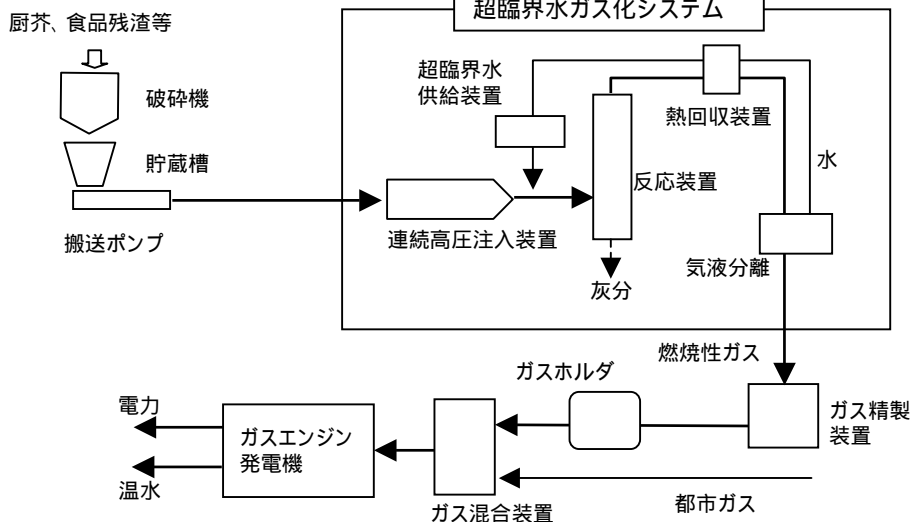 超臨界水ガス化システム
厨芥、食品残渣等
破砕機
貯蔵槽
搬送ポンプ
超臨界水
供給装置
熱回収装置
水
反応装置
連続高圧注入装置
気液分離
灰分
燃焼性ガス
ガスホルダ
ガス精製
装置
電力
ガスエンジン
発電機
温水
都市ガス
ガス混合装置